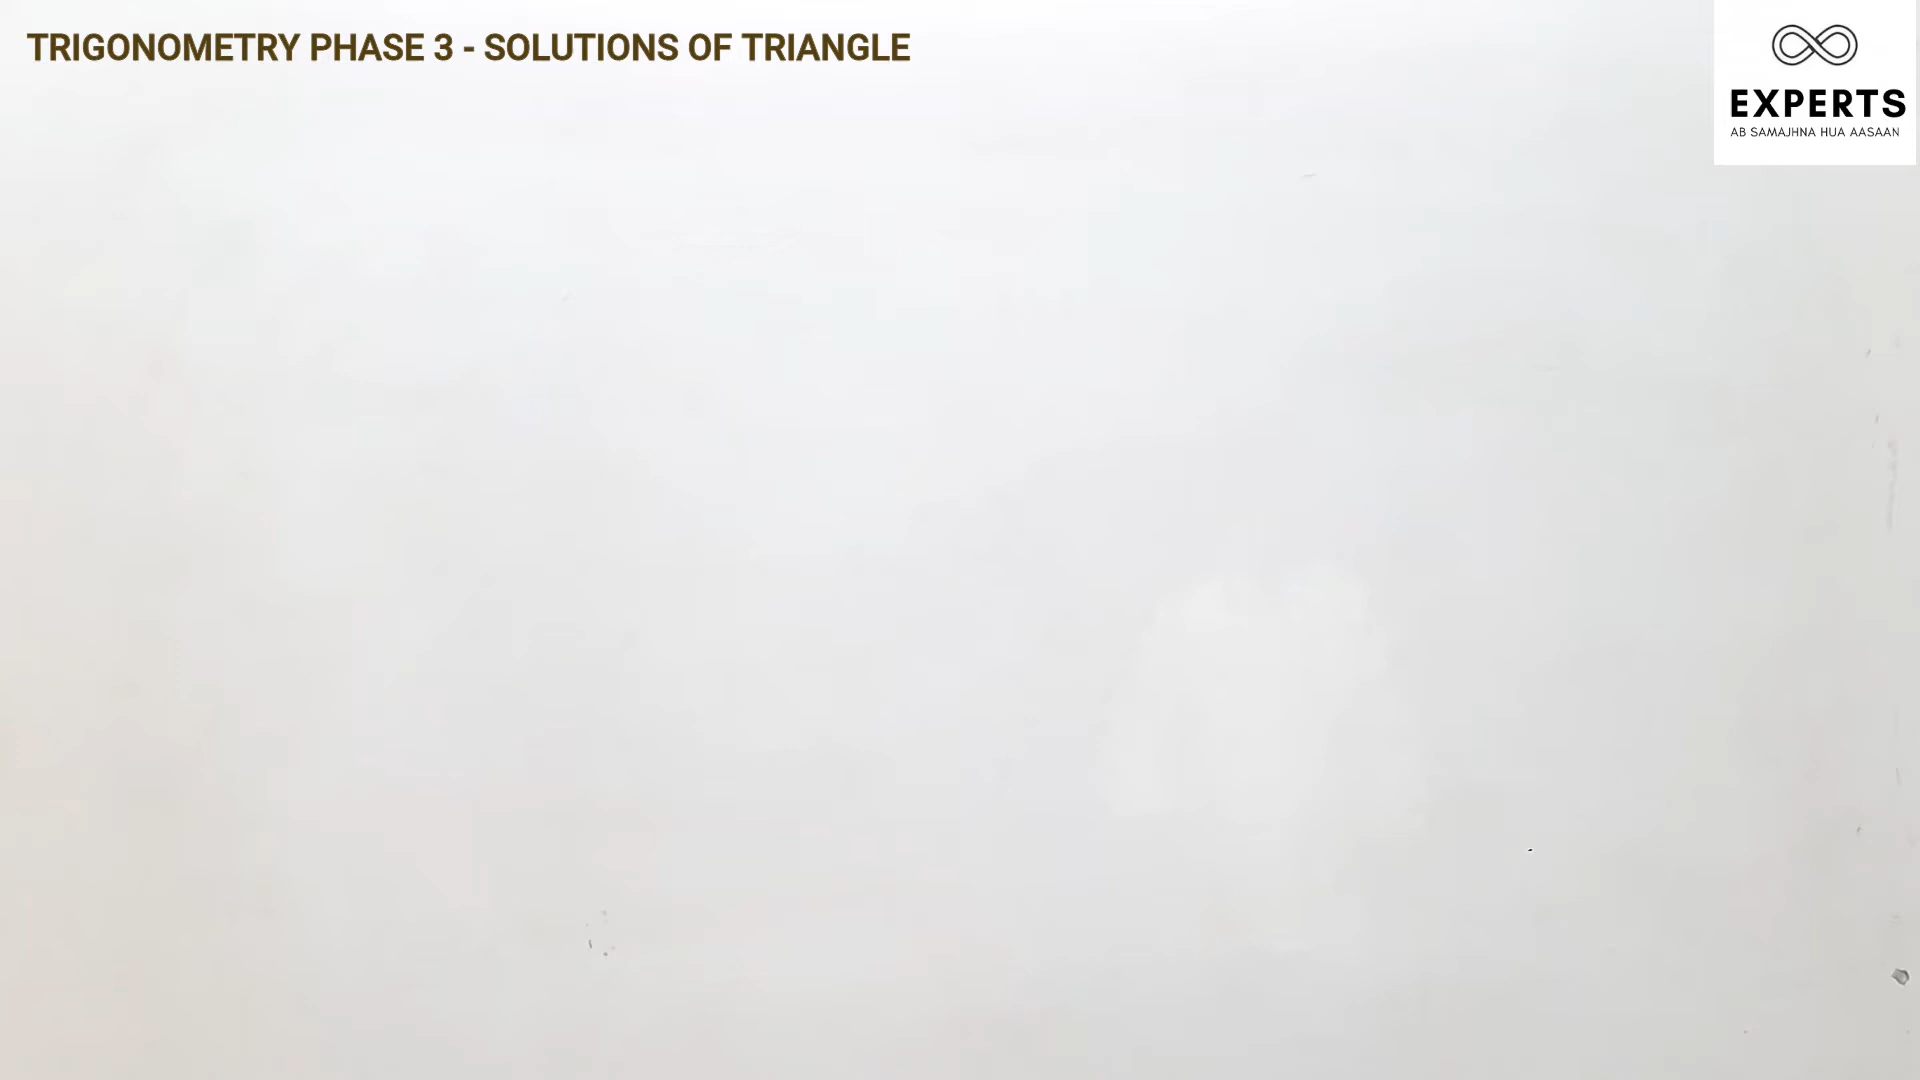 TRIGONOMETRY PHASE 3 - SOLUTIONS OF TRIANGLE
EXPERTS
AB SAMAJHNA HUA AASAAN